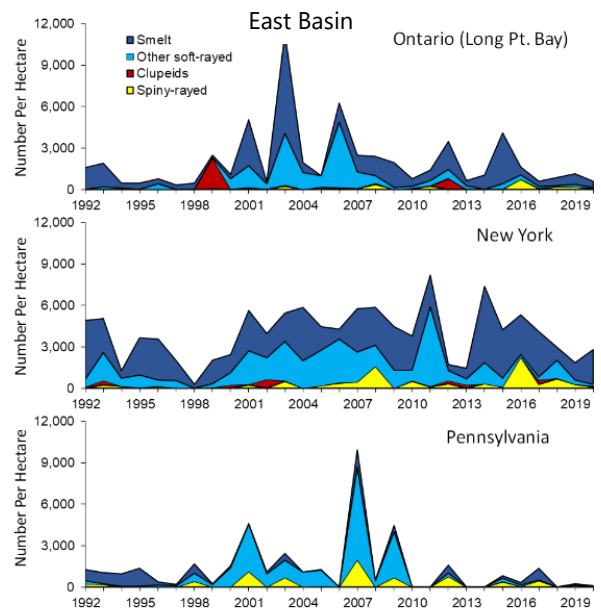 East Basin
Ontario (Long Pt. Bay)
Smelt
Other soft-rayed
Clupeids
Spiny-rayed
Number Per Hectare
12,000
9,000
6,000
3,000
0
1992 1995 1998 2001 2004 2007 2010 2013 2016 2019
New York
Number Per Hectare
12,000
9,000
6,000
3,000
0
1992 1995 1998 2001 2004 2007 2010 2013 2016 2019
Pennsylvania
Number Per Hectare
12,000
9,000
6,000
3,000
0
1992 1995 1998 2001 2004 2007 2010 2013 2016 2019